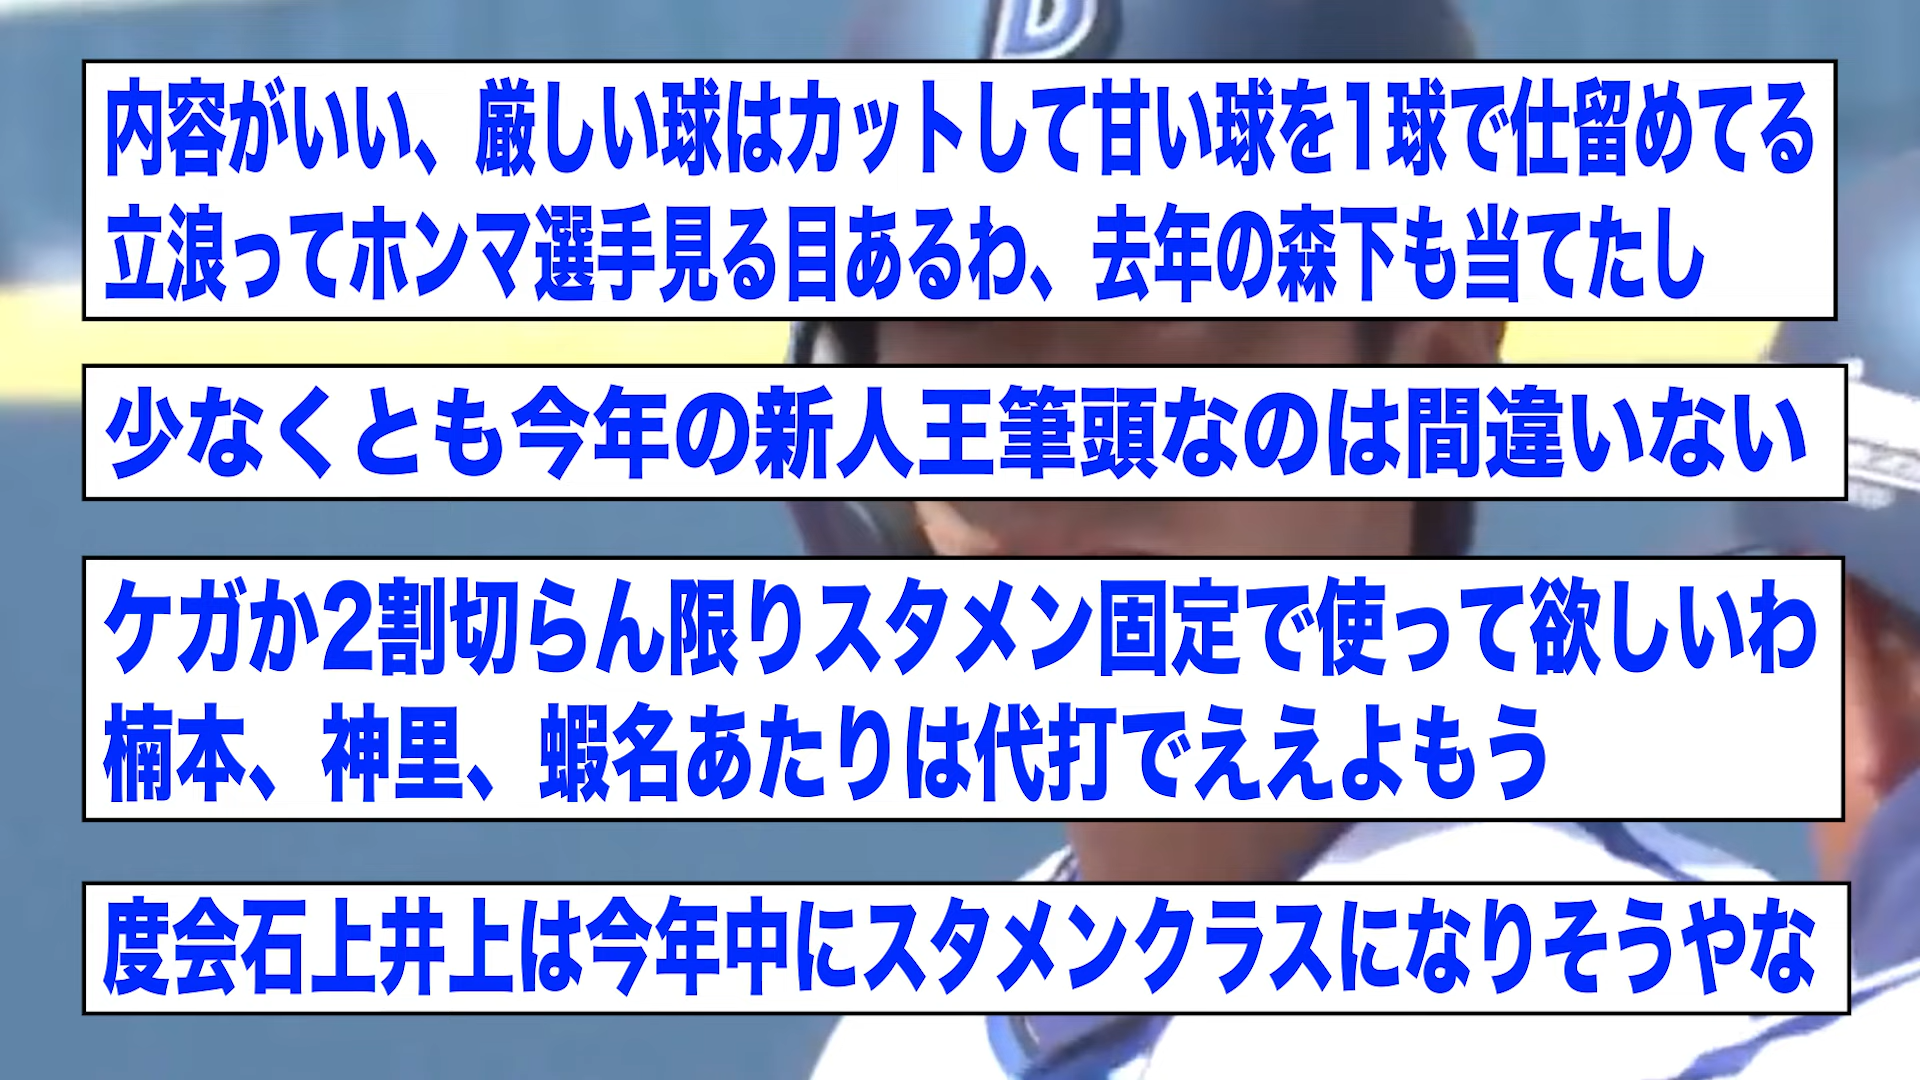 内容がいい、厳しい球はカットして甘い球を1球で仕留めてる
立浪ってホンマ選手見る目あるわ、去年の森下も当てたし
少なくとも今年の新人王筆頭なのは間違いない
ケガか2割切らん限りスタメン固定で使って欲しいわ
楠本、神里、蝦名あたりは代打でええよもう
度会石上井上は今年中にスタメンクラスになりそうやな